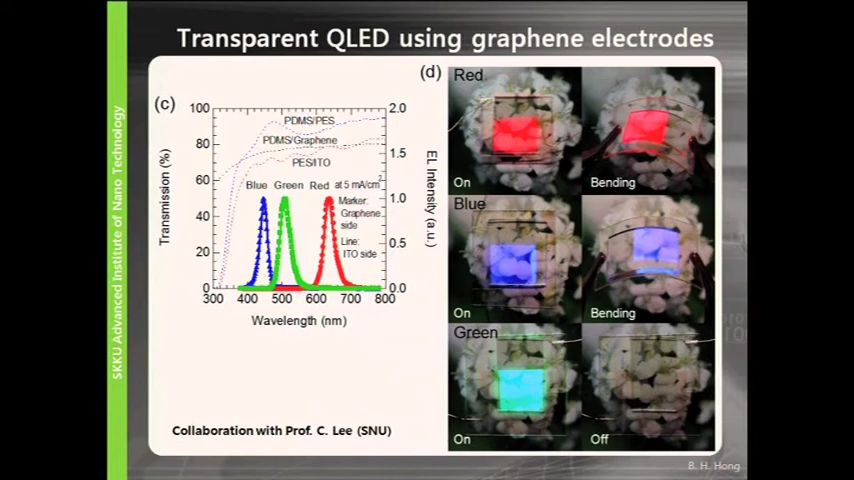 Transparent QLED using graphene electrodes
SKKU Advanced Institute of Nano Technology
(c)
100
80
60
40
20
0
Transmission (%)
300 400 500 600 700 800
Wavelength (nm)
2.0
1.5
1.0
0.5
0.0
EL Intensity (a.u.)
PDMS/PES
PDMS/Graphene
PES/ITO
Blue Green Red at 5 mA/cm2
Marker:
Graphene
side
Line:
ITO side
(d)
Red
On
Bending
Blue
On
Bending
Green
On
Off
Collaboration with Prof. C. Lee (SNU)
B. H. Hong